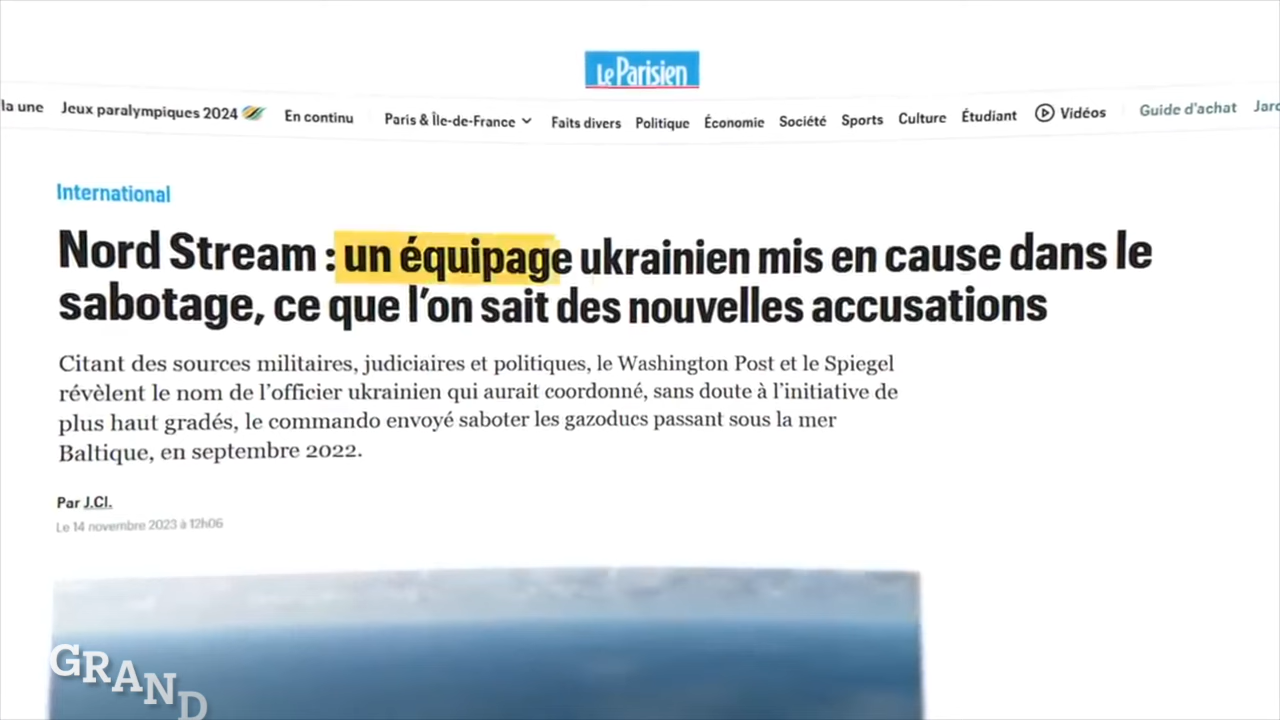 Le Parisien
la une Jeux paralympiques 2024 En continu Paris & Île-de-France Faits divers Politique Économie Société Sports Culture Étudiant Vidéos Guide d'achat
International
Nord Stream : un équipage ukrainien mis en cause dans le
sabotage, ce que l'on sait des nouvelles accusations
Citant des sources militaires, judiciaires et politiques, le Washington Post et le Spiegel
révèlent le nom de l'officier ukrainien qui aurait coordonné, sans doute à l'initiative de
plus haut gradés, le commando envoyé saboter les gazoducs passant sous la mer
Baltique, en septembre 2022.
Par J.Cl.
Le 14 novembre 2023 à 12h06
GRAND